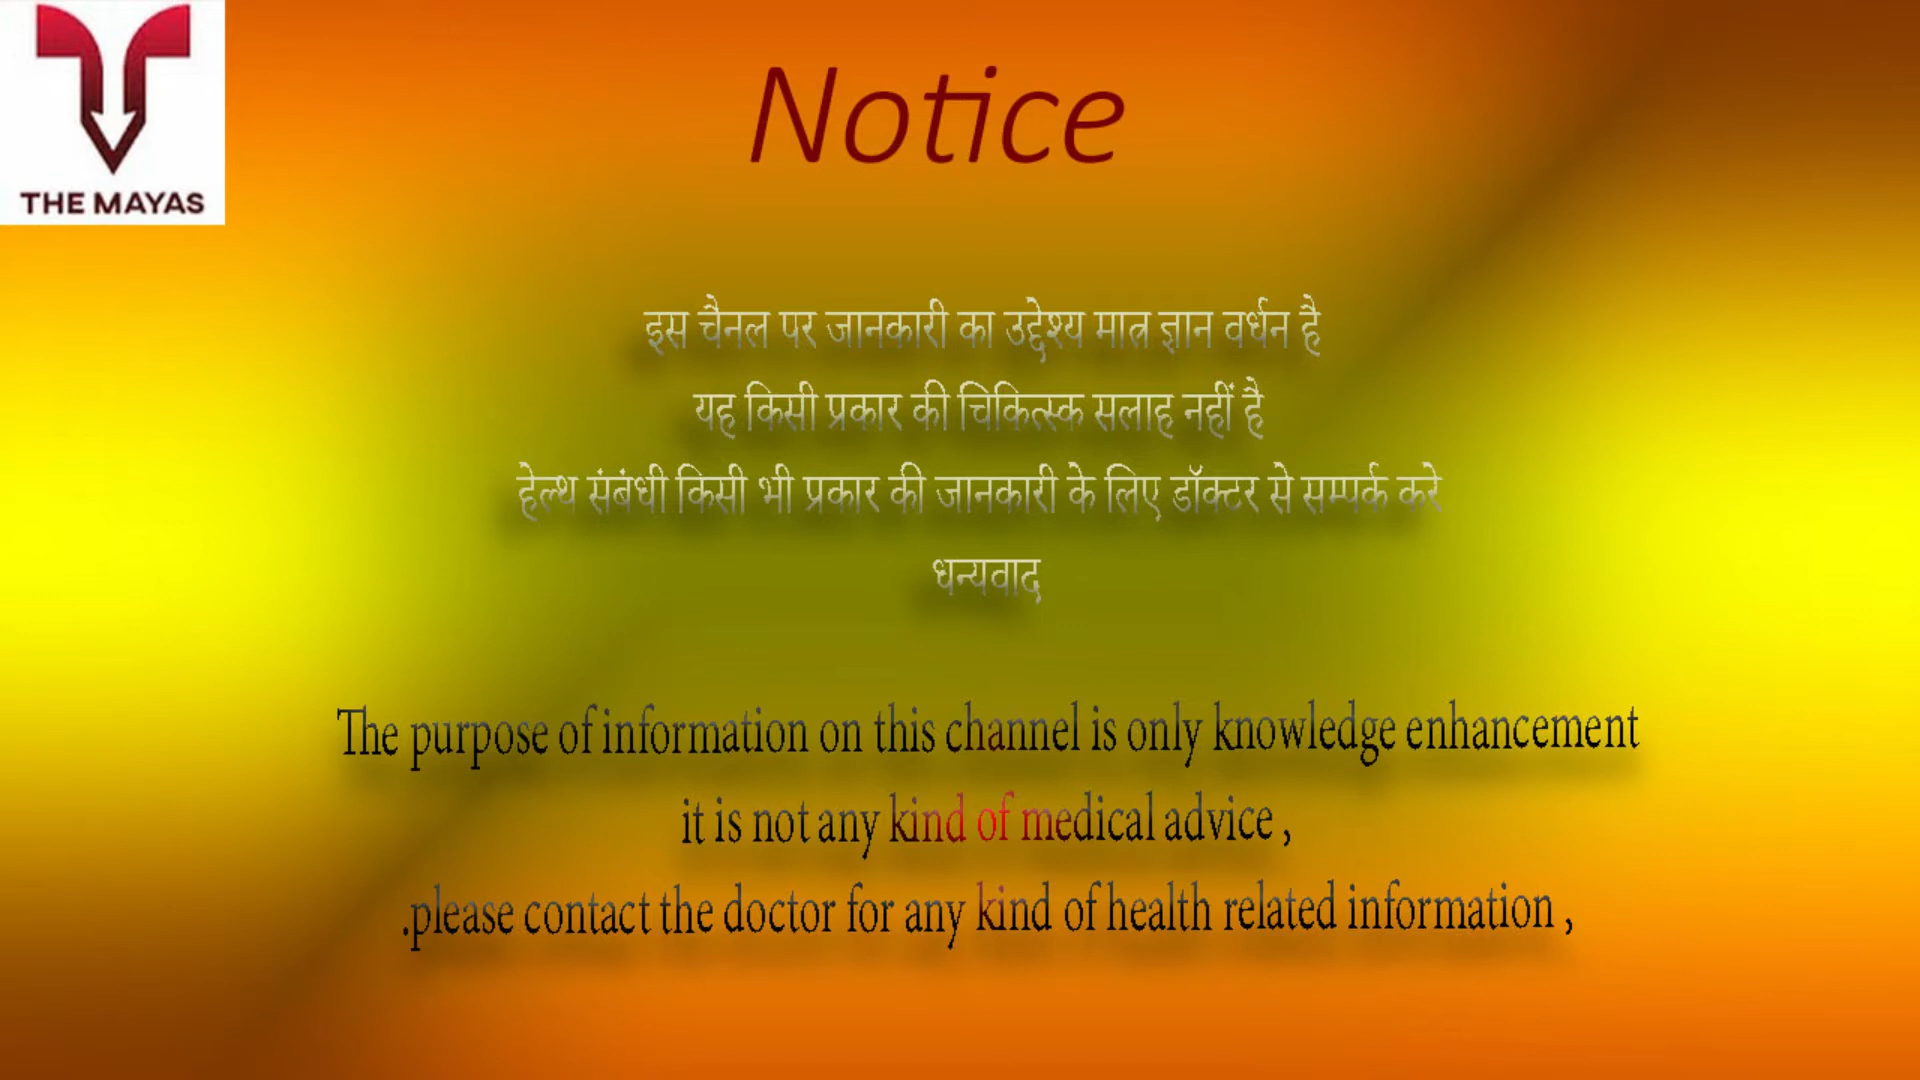 THE MAYAS
Notice
इस चैनल पर जानकारी का उद्देश्य मात्र ज्ञान वर्धन है
यह किसी प्रकार की चिकित्स्क सलाह नहीं है
हेल्थ संबंधी किसी भी प्रकार की जानकारी के लिए डॉक्टर से सम्पर्क करे
धन्यवाद
The purpose of information on this channel is only knowledge enhancement
it is not any kind of medical advice ,
.please contact the doctor for any kind of health related information ,